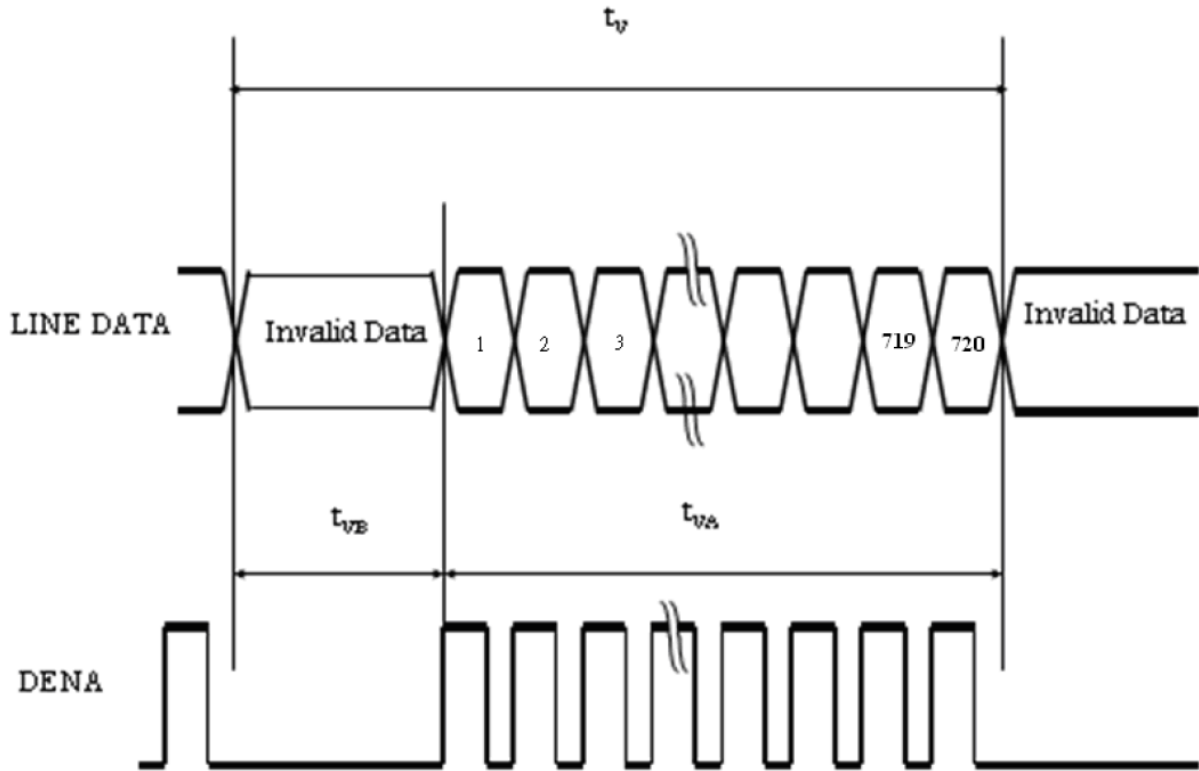 tV
LINE DATA
Invalid Data
1
2
3
719
720
Invalid Data
tVB
tVA
DENA